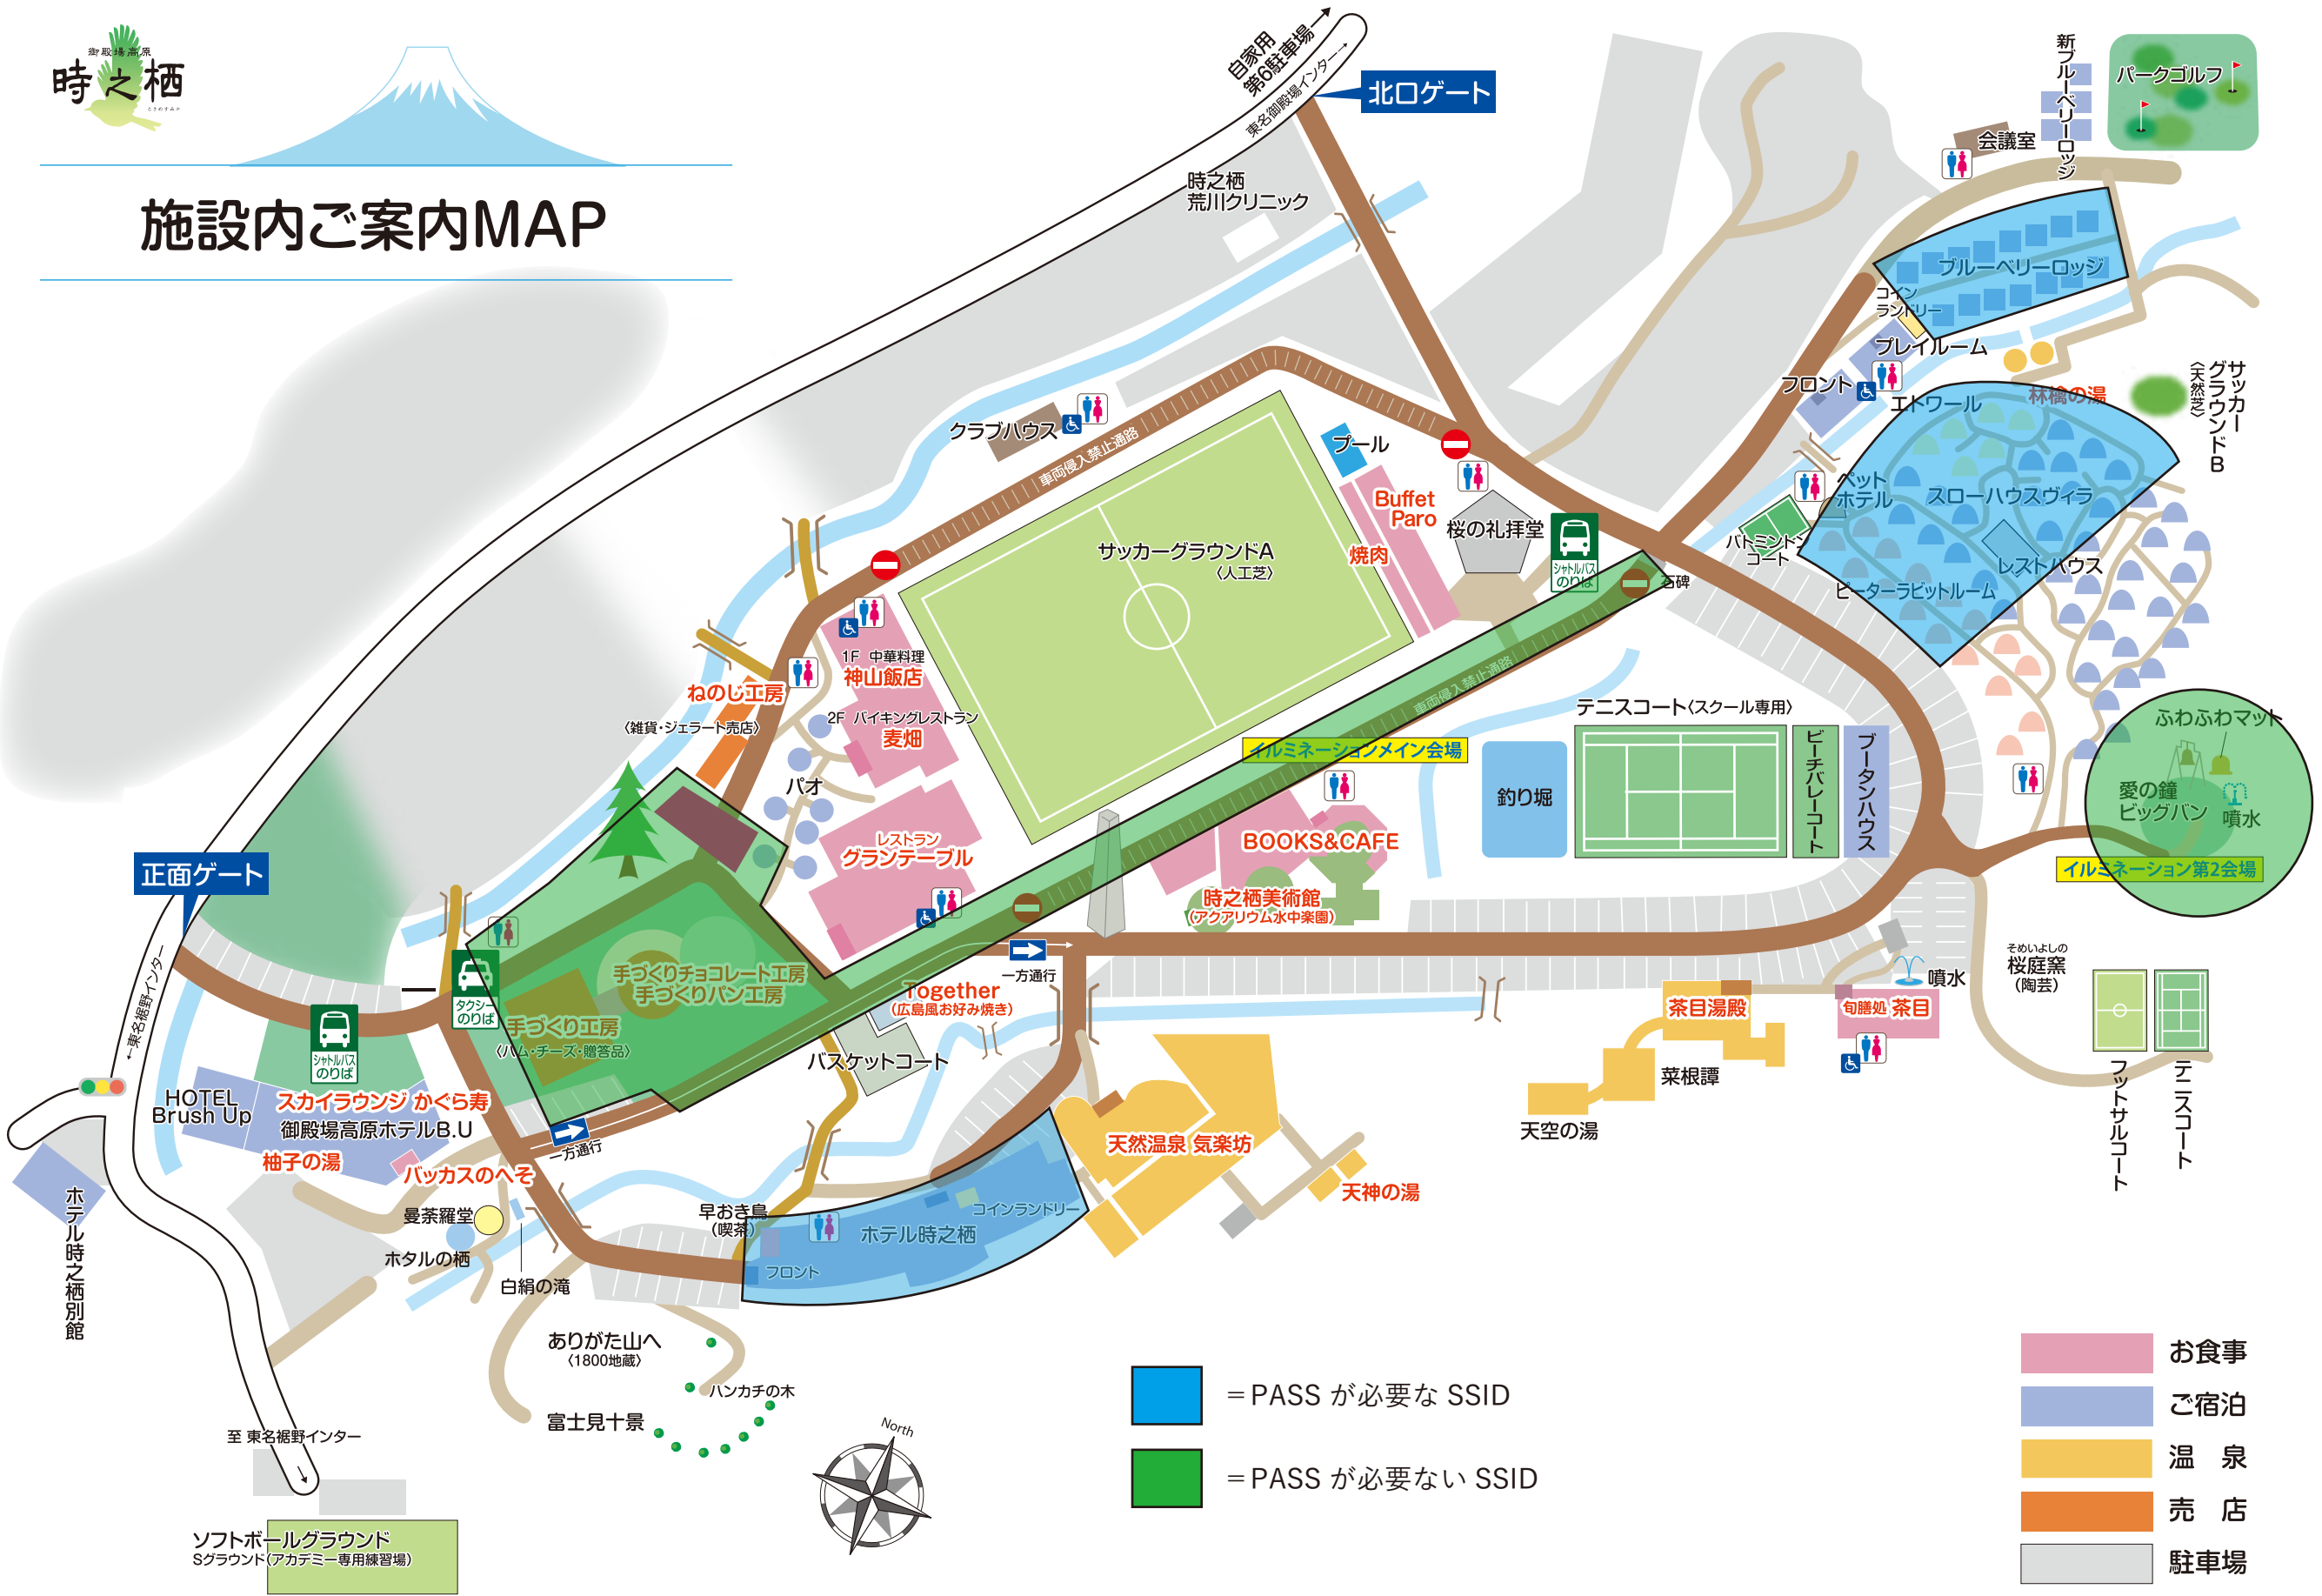 御殿場高原
時之栖
ときのすみか
施設内ご案内MAP
自家用
第6駐車場
東名御殿場インター→
北口ゲート
時之栖
荒川クリニック
新ブルーベリーロッジ
パークゴルフ
会議室
ブルーベリーロッジ
コイン
ランドリー
プレイルーム
フロント
エトワール
林檎の湯
サッカー
グラウンドB
〈天然芝〉
クラブハウス
車両侵入禁止通路
プール
Buffet
Paro
焼肉
桜の礼拝堂
シャトルバス
のりば
石碑
ペット
ホテル
スローハウスヴィラ
バトミントン
コート
レストハウス
ピーターラビットルーム
サッカーグラウンドA
〈人工芝〉
1F 中華料理
神山飯店
2F バイキングレストラン
麦畑
ねのじ工房
〈雑貨・ジェラート売店〉
パオ
レストラン
グランテーブル
車両侵入禁止通路
イルミネーションメイン会場
テニスコート〈スクール専用〉
釣り堀
ビーチバレーコート
ブータンハウス
ふわふわマット
愛の鐘
ビッグバン
噴水
イルミネーション第2会場
BOOKS&CAFE
時之栖美術館
(アクアリウム水中楽園)
正面ゲート
←東名裾野インター
タクシー
のりば
手づくりチョコレート工房
手づくりパン工房
手づくり工房
〈ハム・チーズ・贈答品〉
Together
(広島風お好み焼き)
一方通行
バスケットコート
シャトルバス
のりば
HOTEL
Brush Up
スカイラウンジ かぐら寿
御殿場高原ホテルB.U
柚子の湯
バッカスのへそ
一方通行
ホテル時之栖別館
曼荼羅堂
ホタルの栖
白絹の滝
早おき鳥
(喫茶)
コインランドリー
ホテル時之栖
フロント
天然温泉 気楽坊
天神の湯
茶目湯殿
旬膳処 茶目
噴水
菜根譚
天空の湯
そめいよしの
桜庭窯
(陶芸)
フットサルコート
テニスコート
ありがた山へ
〈1800地蔵〉
ハンカチの木
富士見十景
至 東名裾野インター
ソフトボールグラウンド
Sグラウンド(アカデミー専用練習場)
North
＝PASS が必要な SSID
＝PASS が必要ない SSID
お食事
ご宿泊
温　泉
売　店
駐車場